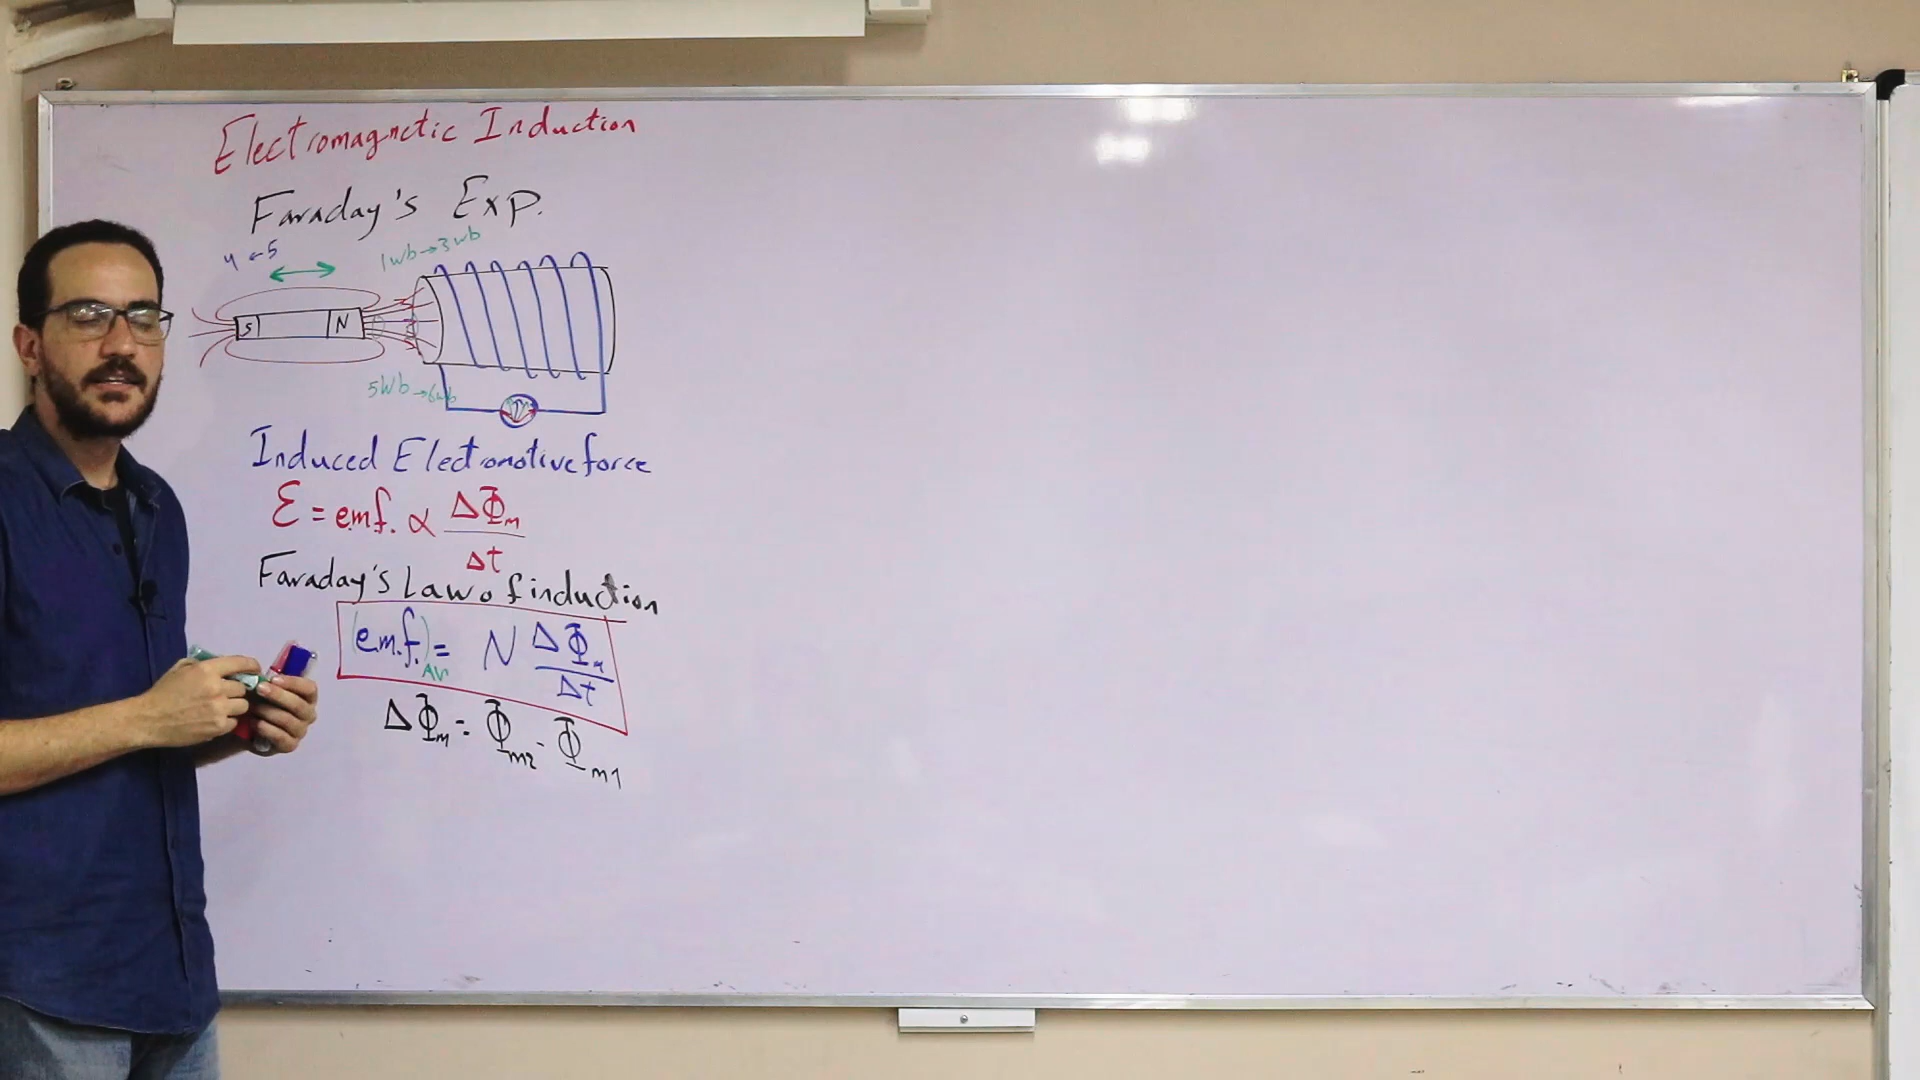 Electromagnetic Induction
Faraday's Exp.
4 ← 5
1wb → 3wb
S N
5Wb → 6wb
Induced Electromotive force
Ɛ = emf. ∝ ΔΦm / Δt
Faraday's Law of induction
(e.m.f.)Av = N ΔΦm / Δt
ΔΦm = Φm2 - Φm1